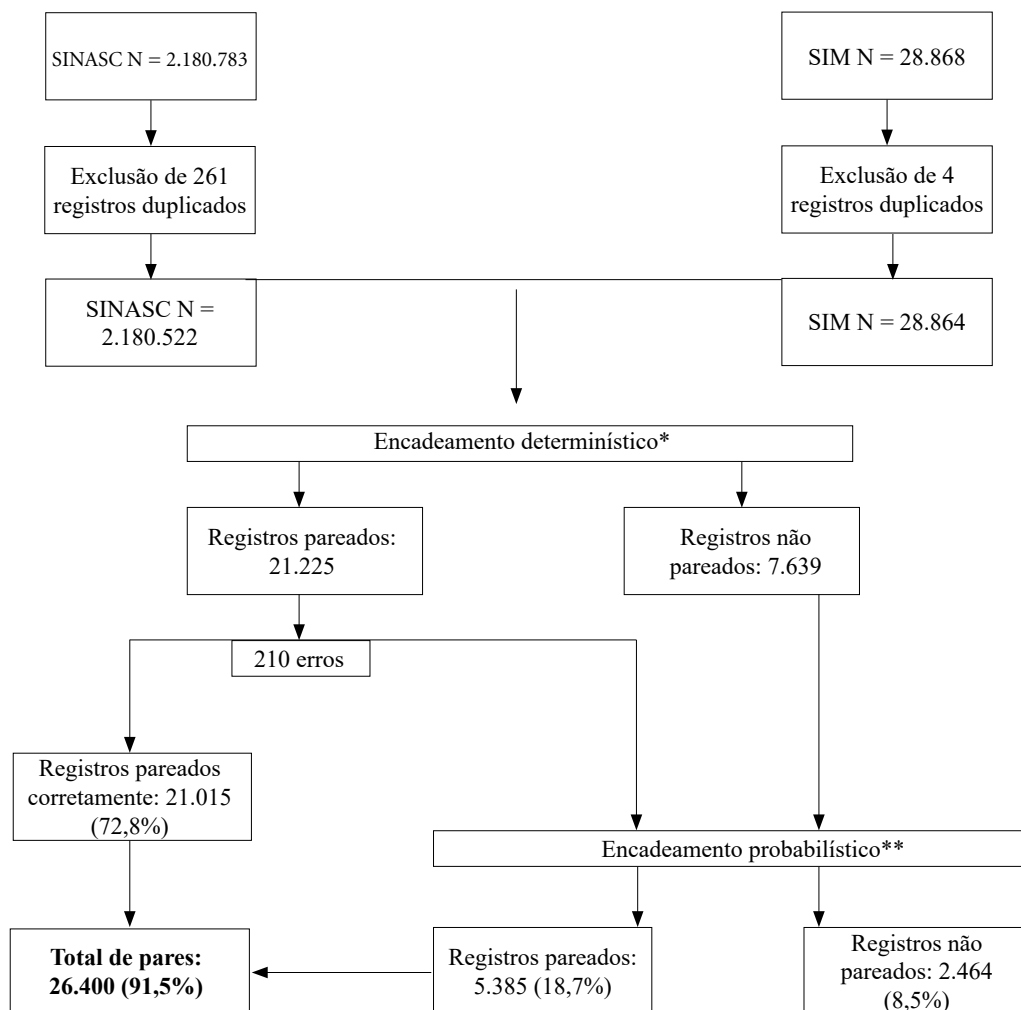 SINASC N = 2.180.783
SIM N = 28.868
Exclusão de 261
registros duplicados
Exclusão de 4
registros duplicados
SINASC N =
2.180.522
SIM N = 28.864
Encadeamento determinístico*
Registros pareados:
21.225
Registros não
pareados: 7.639
210 erros
Registros pareados
corretamente: 21.015
(72,8%)
Encadeamento probabilístico**
Total de pares:
26.400 (91,5%)
Registros pareados:
5.385 (18,7%)
Registros não
pareados: 2.464
(8,5%)